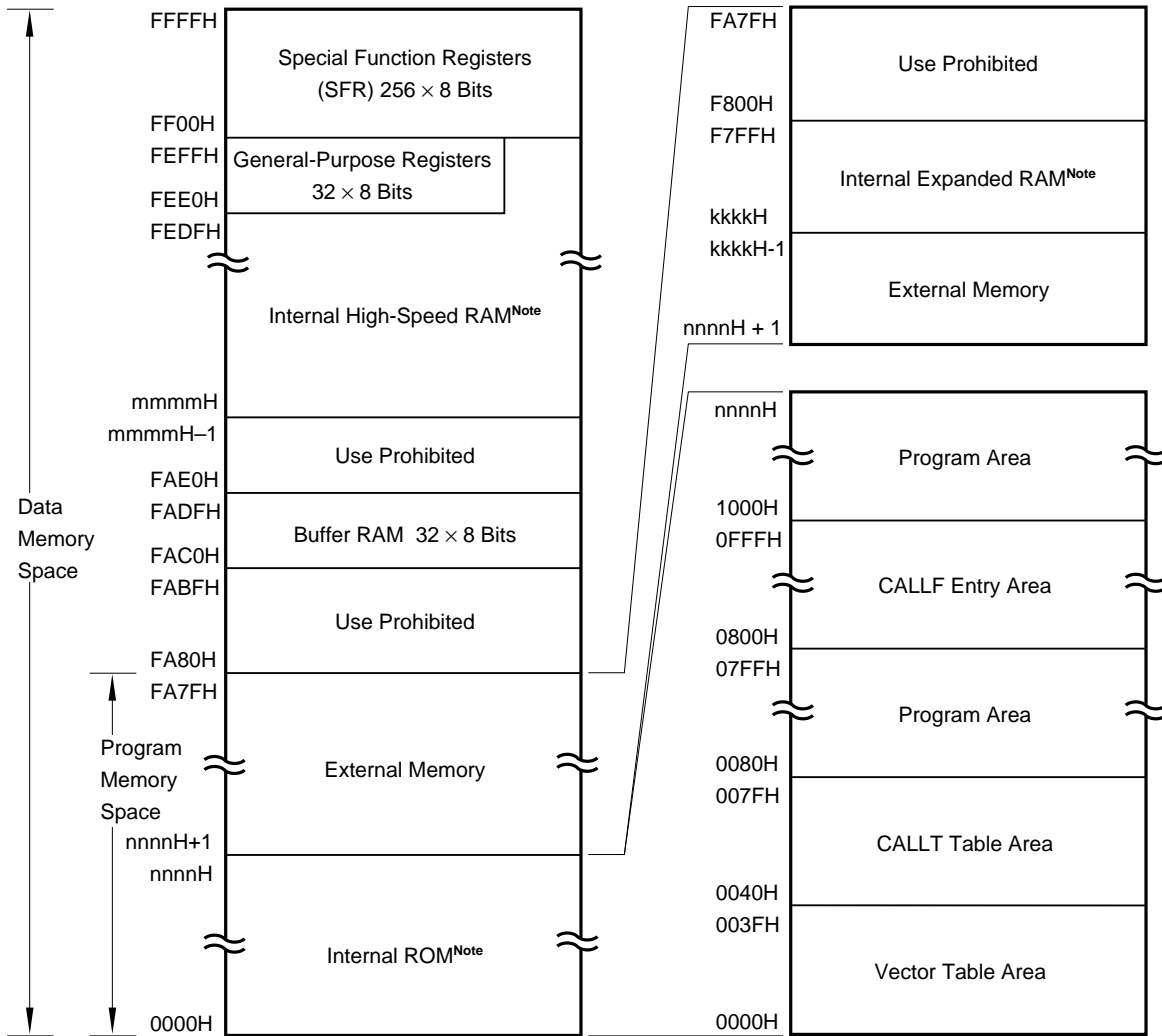 FFFFH
Special Function Registers
(SFR) 256 × 8 Bits
FF00H
FEFFH
General-Purpose Registers
32 × 8 Bits
FEE0H
FEDFH
Internal High-Speed RAMNote
mmmmH
mmmmH–1
Use Prohibited
FAE0H
FADFH
Buffer RAM 32 × 8 Bits
FAC0H
FABFH
Use Prohibited
FA80H
FA7FH
External Memory
nnnnH+1
nnnnH
Internal ROMNote
0000H
Data
Memory
Space
Program
Memory
Space
FA7FH
Use Prohibited
F800H
F7FFH
Internal Expanded RAMNote
kkkkH
kkkkH-1
External Memory
nnnnH + 1
nnnnH
Program Area
1000H
0FFFH
CALLF Entry Area
0800H
07FFH
Program Area
0080H
007FH
CALLT Table Area
0040H
003FH
Vector Table Area
0000H